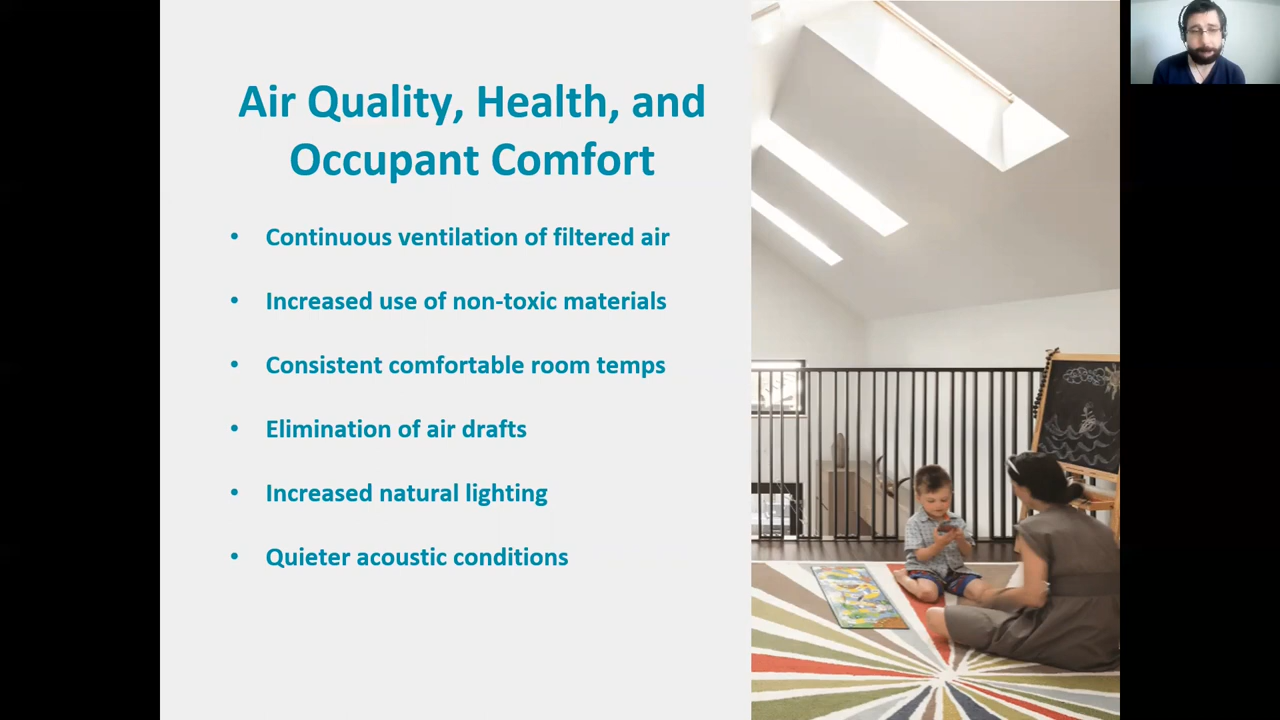 Air Quality, Health, and
Occupant Comfort
• Continuous ventilation of filtered air
• Increased use of non-toxic materials
• Consistent comfortable room temps
• Elimination of air drafts
• Increased natural lighting
• Quieter acoustic conditions